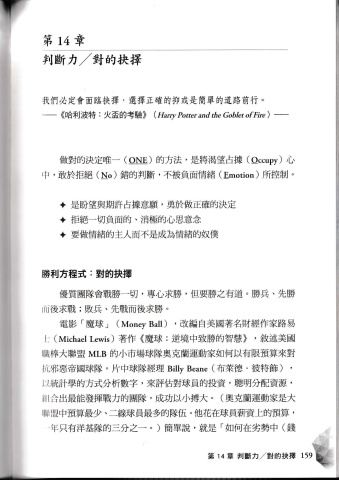 第 14 章
判斷力／對的抉擇
我們必定會面臨抉擇，選擇正確的抑或是簡單的道路前行。
——《哈利波特：火盃的考驗》（Harry Potter and the Goblet of Fire）——
做對的決定唯一（ONE）的方法，是將渴望占據（Occupy）心
中，敢於拒絕（No）錯的判斷，不被負面情緒（Emotion）所控制。
✦ 是盼望與期許占據意願，勇於做正確的決定
✦ 拒絕一切負面的、消極的心思意念
✦ 要做情緒的主人而不是成為情緒的奴僕
勝利方程式：對的抉擇
優質團隊會戰勝一切，專心求勝，但要勝之有道。勝兵、先勝
而後求戰；敗兵、先戰而後求勝。
電影「魔球」（Money Ball），改編自美國著名財經作家路易
士（Michael Lewis）著作《魔球：逆境中致勝的智慧》，敘述美國
職棒大聯盟 MLB 的小市場球隊奧克蘭運動家如何以有限預算來對
抗邪惡帝國球隊。片中球隊經理 Billy Beane（布萊德．彼特飾），
以統計學的方式分析數字，來評估對球員的投資，聰明分配資源，
組合出最能發揮戰力的團隊，成功以小搏大。（奧克蘭運動家是大
聯盟中預算最少、二線球員最多的隊伍，他花在球員薪資上的預算，
一年只有洋基隊的三分之一。）簡單說，就是「如何在劣勢中（錢
第 14 章 判斷力／對的抉擇 159